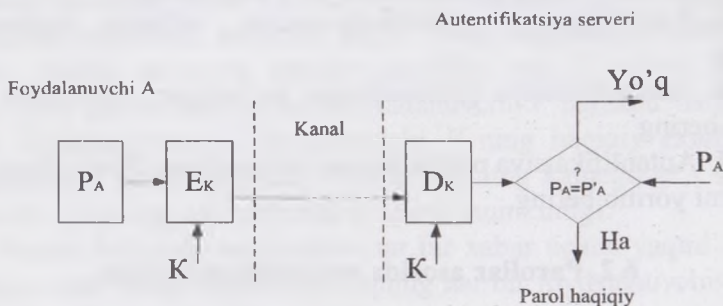 Autentifikatsiya serveri
Foydalanuvchi A
Yo’q
Kanal
PA
EK
DK
?
PA=P'A
PA
K
K
Ha
Parol haqiqiy